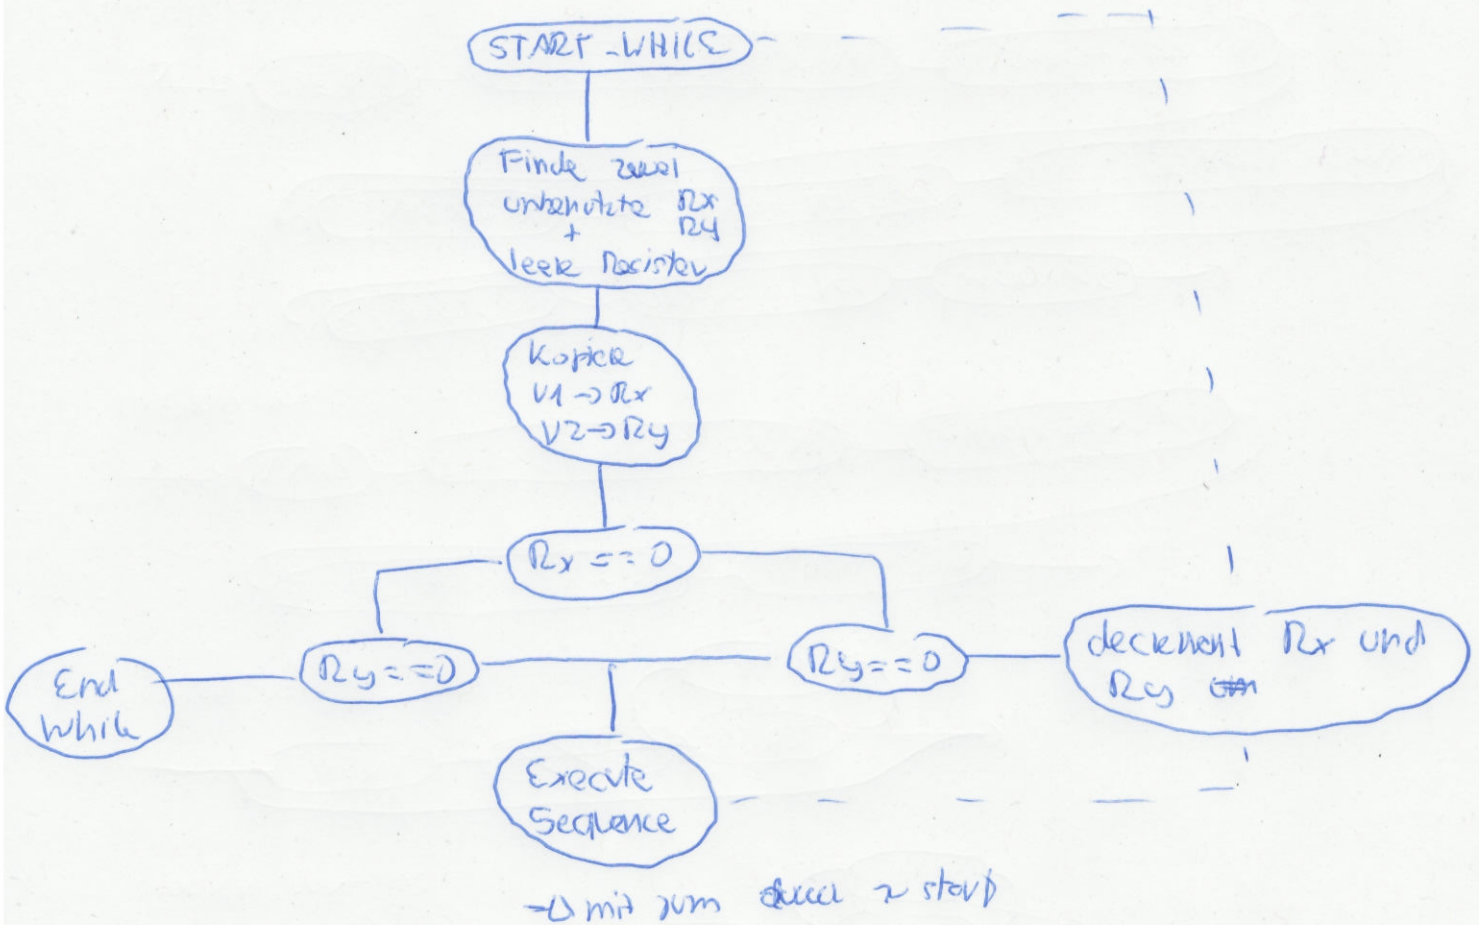 START_WHILE
Finde zwei
unbenutzte Rx
+ Ry
leere Register
Kopiere
V1 → Rx
V2 → Ry
Rx == 0
Ry == 0
Ry == 0
End
While
decrement Rx und
Ry
Execute
Sequence
→ mit zum